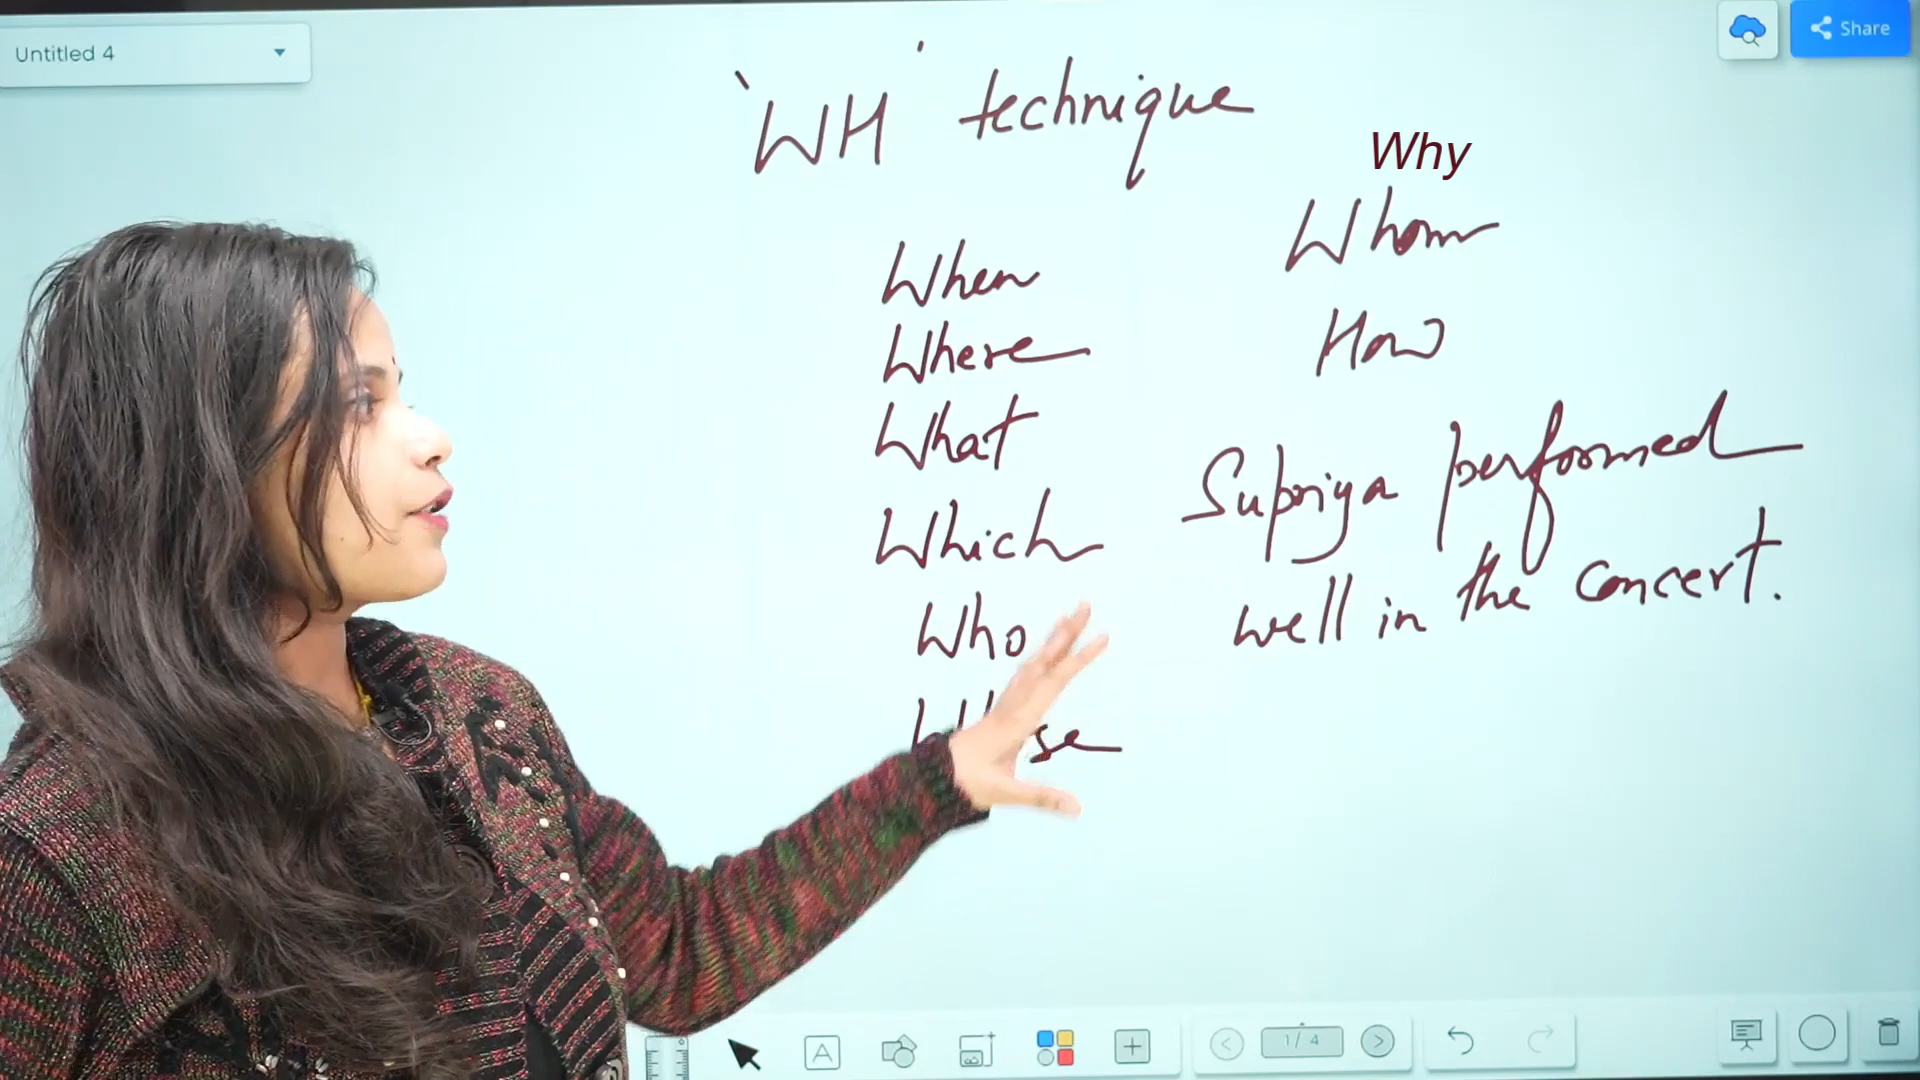 Untitled 4
Share
'WH' technique
When
Where
What
Which
Who
Why
Whom
How
Supriya performed
well in the concert.
1/4